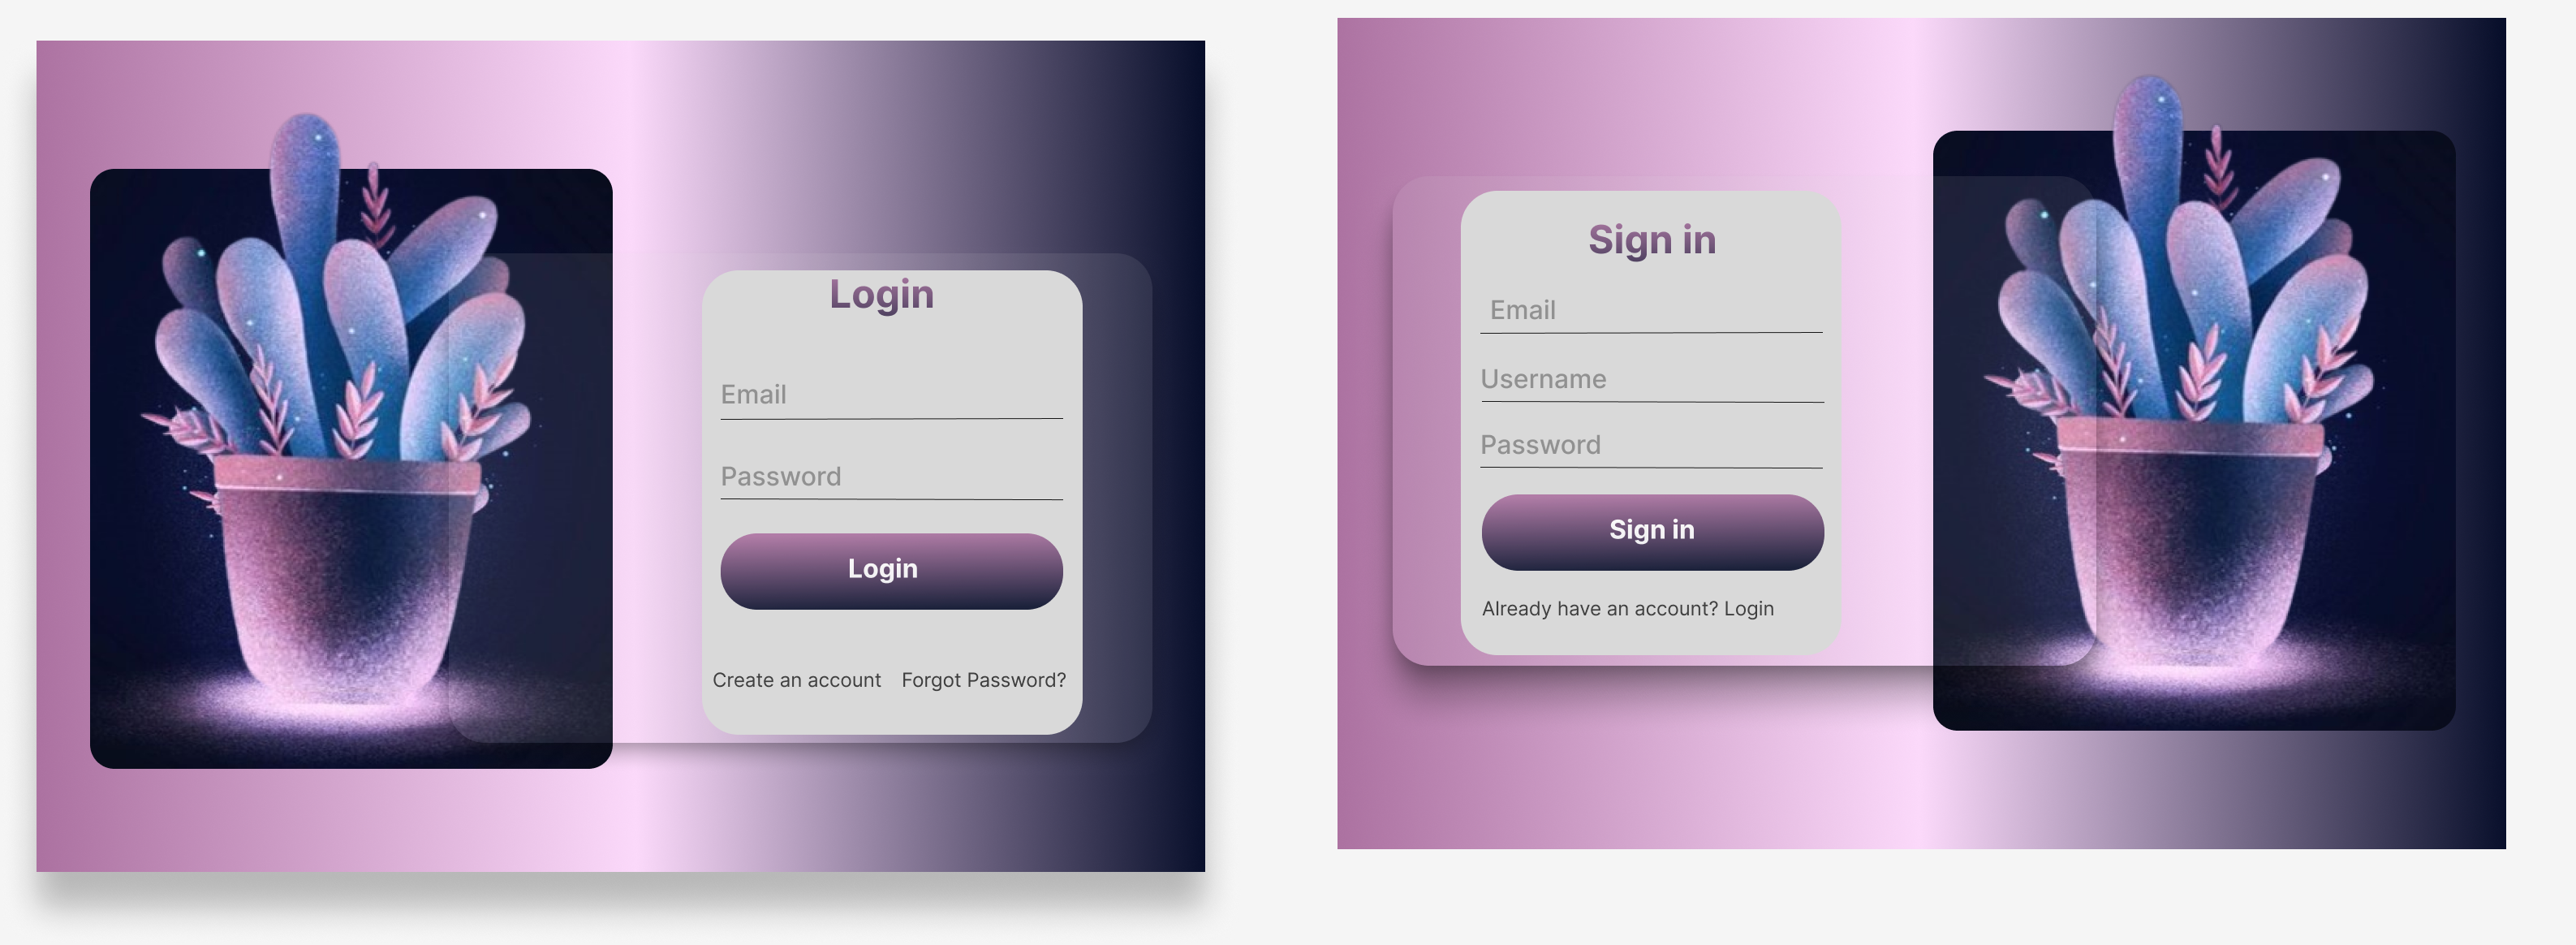 Login
Email
Password
Login
Create an account Forgot Password?
Sign in
Email
Username
Password
Sign in
Already have an account? Login